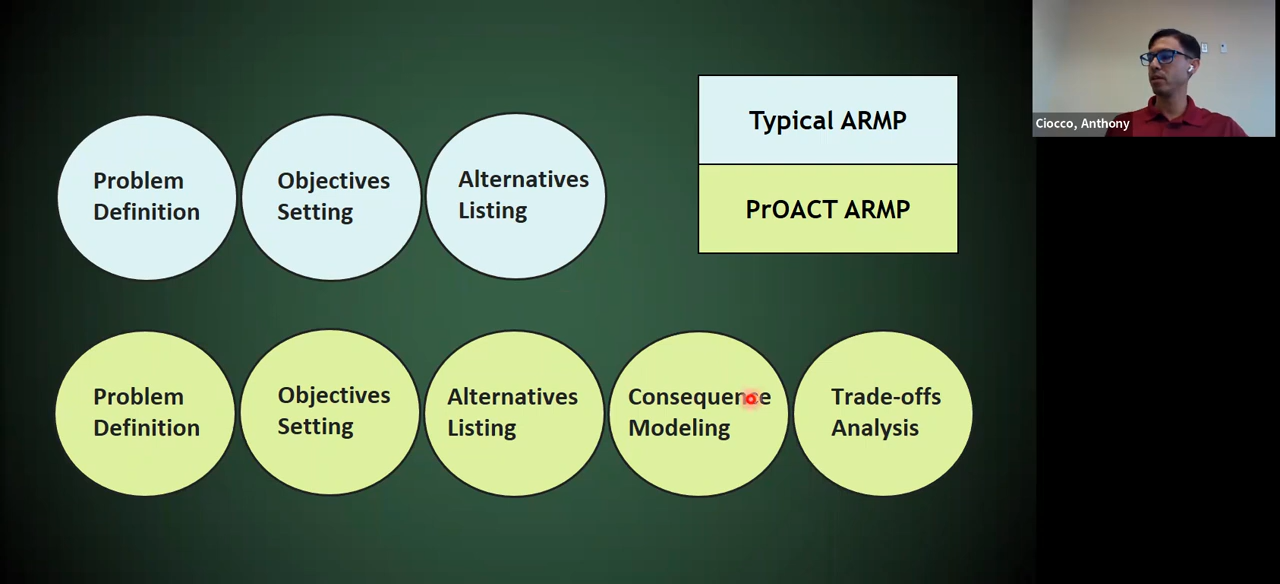 Problem
Definition
Objectives
Setting
Alternatives
Listing
Typical ARMP
PrOACT ARMP
Ciocco, Anthony
Problem
Definition
Objectives
Setting
Alternatives
Listing
Consequence
Modeling
Trade-offs
Analysis